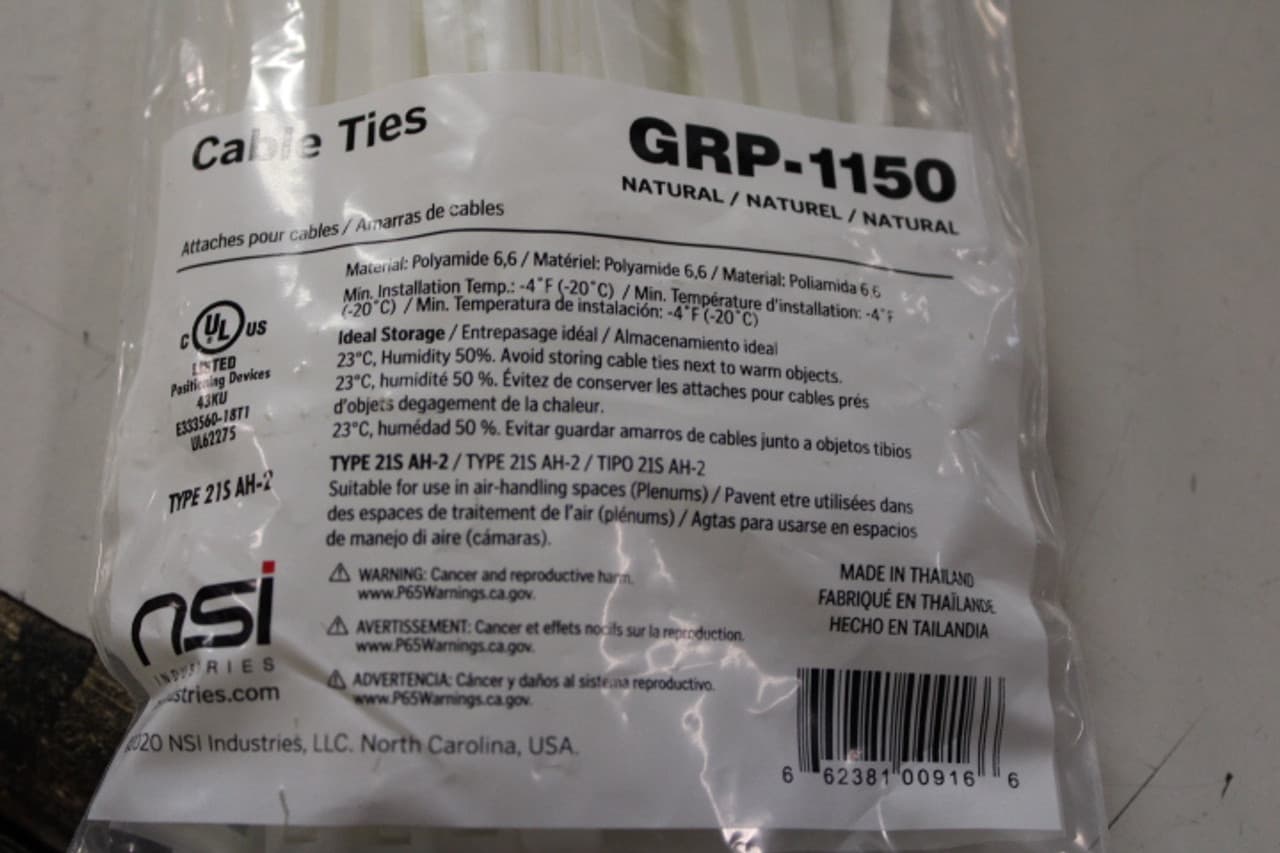 Cable Ties
GRP-1150
NATURAL / NATUREL / NATURAL
Attaches pour cables / Amarras de cables
Material: Polyamide 6,6 / Matériel: Polyamide 6,6 / Material: Poliamida 6,6
Min. Installation Temp.: -4˚F (-20˚C) / Min. Température d'installation: -4˚F
(-20˚C) / Min. Temperatura de instalación: -4˚F (-20˚C)
Ideal Storage / Entrepasage idéal / Almacenamiento ideal
23°C, Humidity 50%. Avoid storing cable ties next to warm objects.
23°C, humidité 50 %. Évitez de conserver les attaches pour cables prés
d'objets degagement de la chaleur.
23°C, humédad 50 %. Evitar guardar amarros de cables junto a objetos tibios
C UL US
LISTED
Positioning Devices
43KU
E333560-18T1
UL62275
TYPE 21S AH-2
TYPE 21S AH-2 / TYPE 21S AH-2 / TIPO 21S AH-2
Suitable for use in air-handling spaces (Plenums) / Pavent etre utilisées dans
des espaces de traitement de l'air (plénums) / Agtas para usarse en espacios
de manejo di aire (cámaras).
WARNING: Cancer and reproductive harm.
www.P65Warnings.ca.gov.
AVERTISSEMENT: Cancer et effets nocifs sur la reproduction.
www.P65Warnings.ca.gov.
ADVERTENCIA: Cáncer y daños al sistema reproductivo.
www.P65Warnings.ca.gov.
nsi
INDUSTRIES
ustries.com
2020 NSI Industries, LLC. North Carolina, USA.
MADE IN THAILAND
FABRIQUÉ EN THAÏLANDE
HECHO EN TAILANDIA
6 62381 00916 6